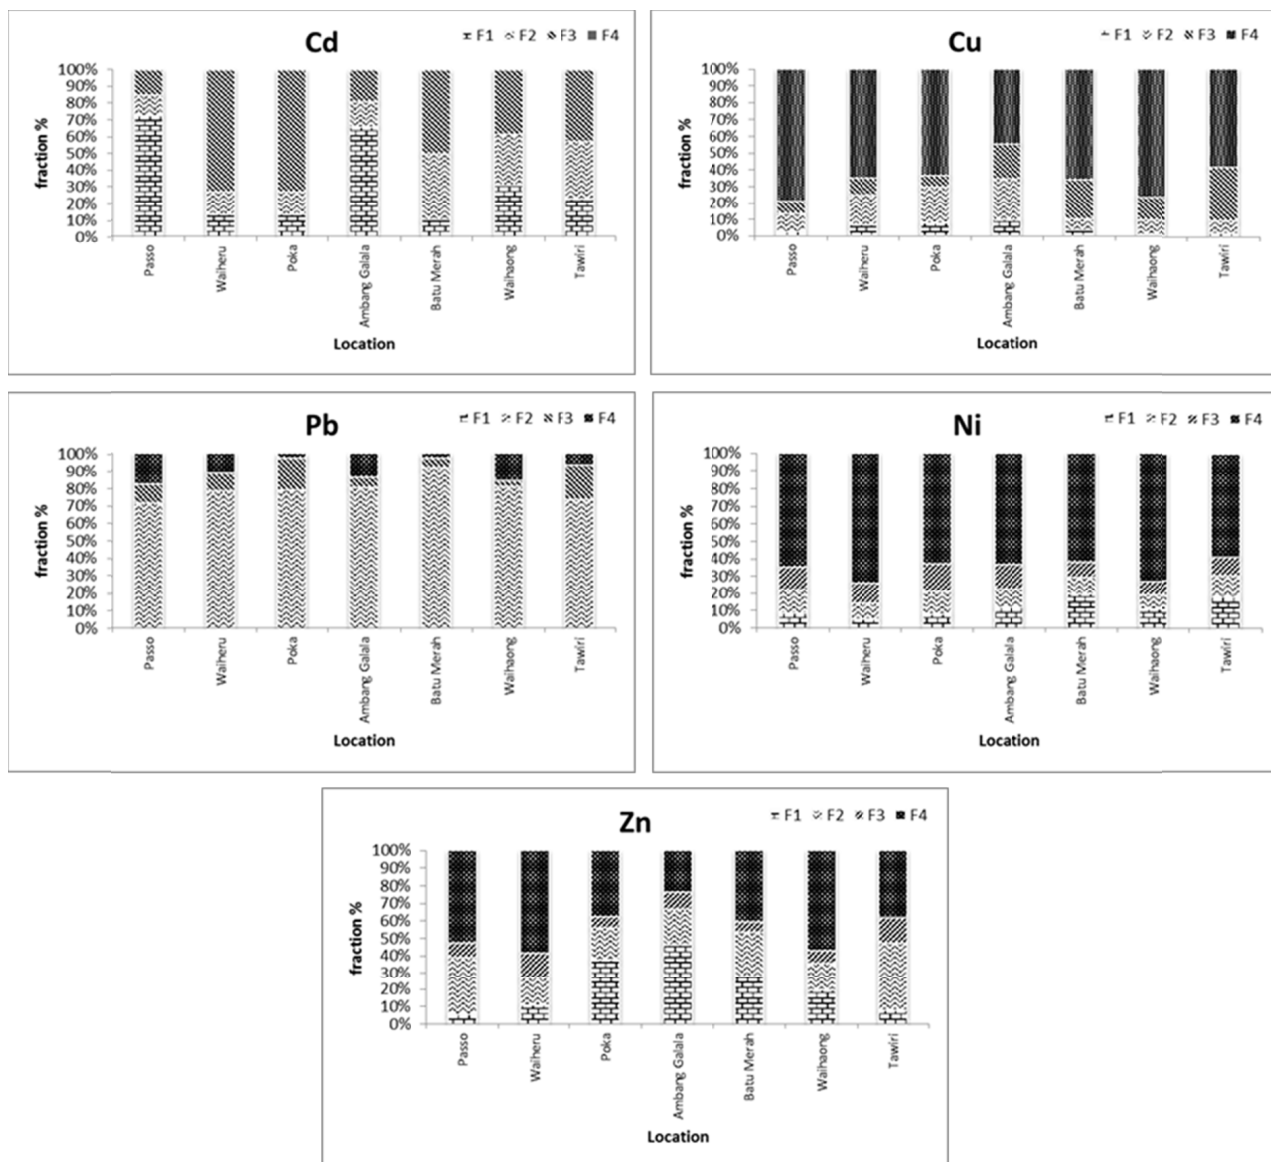 Cd
F1 F2 F3 F4
fraction %
100%
90%
80%
70%
60%
50%
40%
30%
20%
10%
0%
Passo
Waiheru
Poka
Ambang Galala
Batu Merah
Waihaong
Tawiri
Location
Cu
F1 F2 F3 F4
fraction %
100%
90%
80%
70%
60%
50%
40%
30%
20%
10%
0%
Passo
Waiheru
Poka
Ambang Galala
Batu Merah
Waihaong
Tawiri
Location
Pb
F1 F2 F3 F4
fraction %
100%
90%
80%
70%
60%
50%
40%
30%
20%
10%
0%
Passo
Waiheru
Poka
Ambang Galala
Batu Merah
Waihaong
Tawiri
Location
Ni
F1 F2 F3 F4
fraction %
100%
90%
80%
70%
60%
50%
40%
30%
20%
10%
0%
Passo
Waiheru
Poka
Ambang Galala
Batu Merah
Waihaong
Tawiri
Location
Zn
F1 F2 F3 F4
fraction %
100%
90%
80%
70%
60%
50%
40%
30%
20%
10%
0%
Passo
Waiheru
Poka
Ambang Galala
Batu Merah
Waihaong
Tawiri
Location